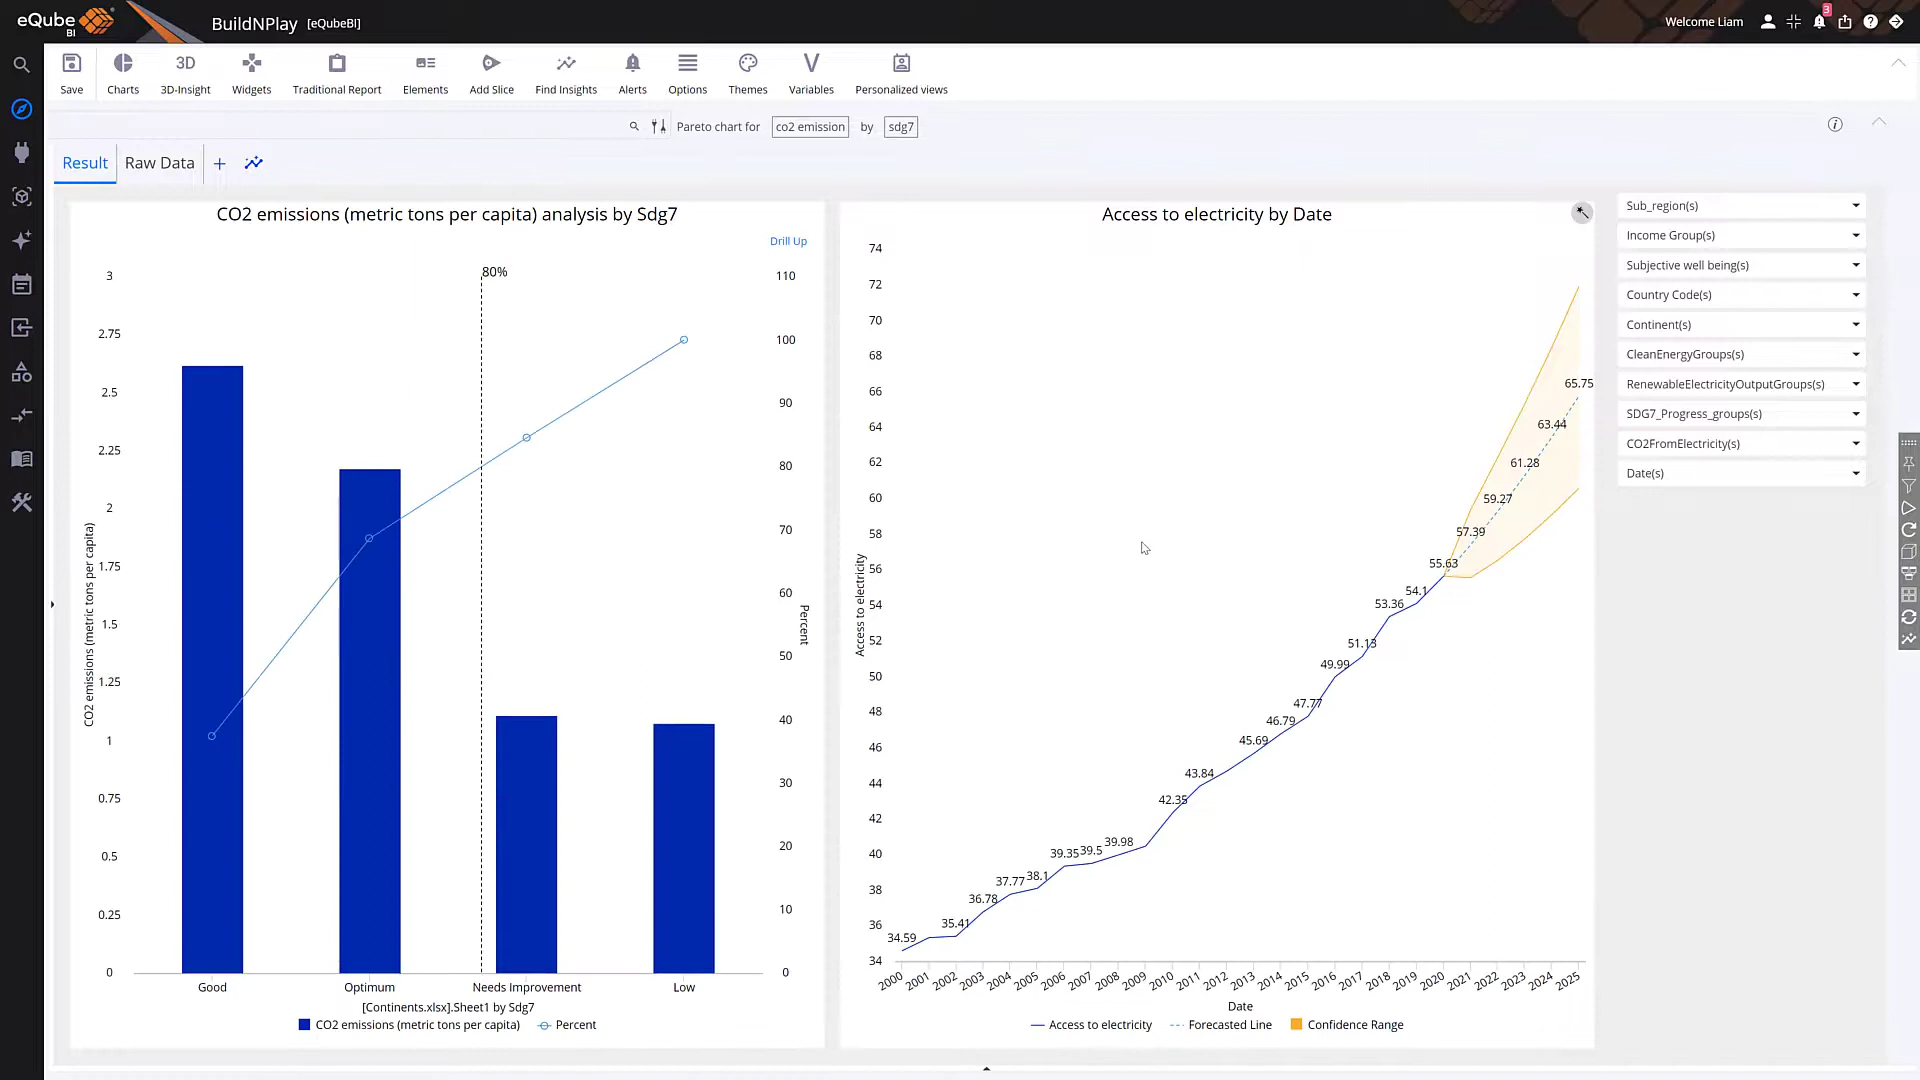 eQube
BI
BuildNPlay [eQubeBI]
Welcome Liam
3
Save
Charts
3D
3D-Insight
Widgets
Traditional Report
Elements
Add Slice
Find Insights
Alerts
Options
Themes
V
Variables
Personalized views
Pareto chart for co2 emission by sdg7
Result
Raw Data
CO2 emissions (metric tons per capita) analysis by Sdg7
Drill Up
80%
3
2.75
2.5
2.25
2
1.75
1.5
1.25
1
0.75
0.5
0.25
0
CO2 emissions (metric tons per capita)
110
100
90
80
70
60
50
40
30
20
10
0
Percent
Good
Optimum
Needs Improvement
Low
[Continents.xlsx].Sheet1 by Sdg7
CO2 emissions (metric tons per capita)
Percent
Access to electricity by Date
74
72
70
68
66
64
62
60
58
56
54
52
50
48
46
44
42
40
38
36
34
Access to electricity
34.59
35.41
36.78
37.77
38.1
39.35
39.5
39.98
42.35
43.84
45.69
46.79
47.77
49.99
51.13
53.36
54.1
55.63
57.39
59.27
61.28
63.44
65.75
2000
2001
2002
2003
2004
2005
2006
2007
2008
2009
2010
2011
2012
2013
2014
2015
2016
2017
2018
2019
2020
2021
2022
2023
2024
2025
Date
Access to electricity
Forecasted Line
Confidence Range
Sub_region(s)
Income Group(s)
Subjective well being(s)
Country Code(s)
Continent(s)
CleanEnergyGroups(s)
RenewableElectricityOutputGroups(s)
SDG7_Progress_groups(s)
CO2FromElectricity(s)
Date(s)